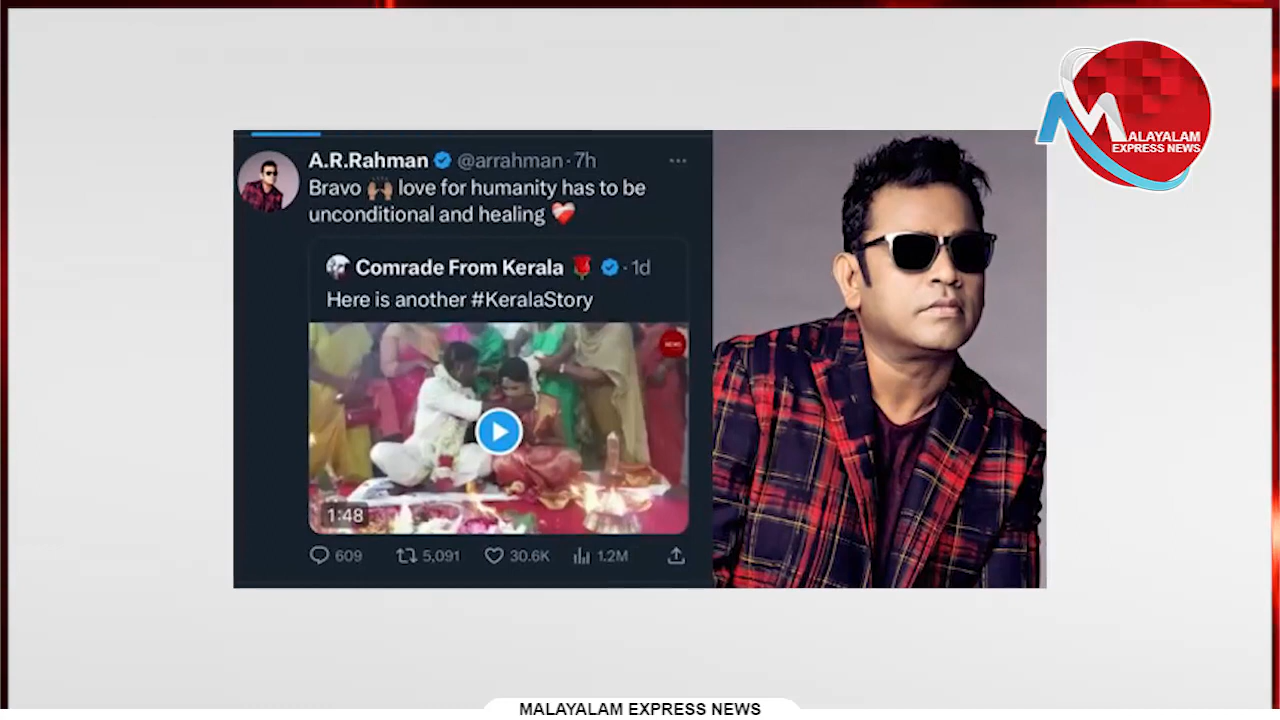 ALAYALAM
EXPRESS NEWS
A.R.Rahman @arrahman · 7h
Bravo 🙌🏾 love for humanity has to be
unconditional and healing ❤️‍🩹
Comrade From Kerala 🌹 · 1d
Here is another #KeralaStory
NEWS
1:48
609 5,091 30.6K 1.2M
MALAYALAM EXPRESS NEWS